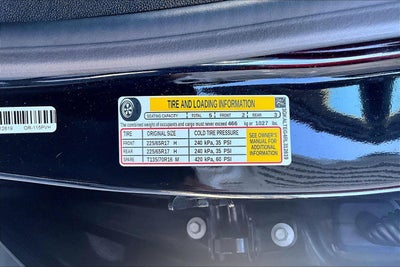 TIRE AND LOADING INFORMATION
SEATING CAPACITY TOTAL 5 FRONT 2 REAR 3
The combined weight of occupants and cargo must never exceed 466 kg or 1027 lbs.
TIRE ORIGINAL SIZE COLD TIRE PRESSURE
FRONT 225/65R17 H 240 kPa, 35 PSI
REAR 225/65R17 H 240 kPa, 35 PSI
SPARE T135/70R16 M 420 kPa, 60 PSI
SEE OWNER'S
MANUAL FOR
ADDITIONAL
INFORMATION